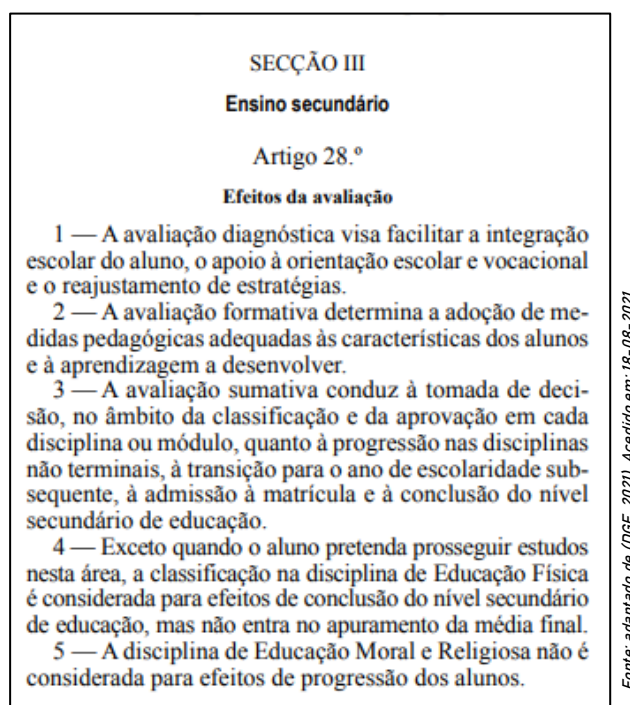 SECÇÃO III
Ensino secundário
Artigo 28.º
Efeitos da avaliação
1 — A avaliação diagnóstica visa facilitar a integração
escolar do aluno, o apoio à orientação escolar e vocacional
e o reajustamento de estratégias.
2 — A avaliação formativa determina a adoção de me-
didas pedagógicas adequadas às características dos alunos
e à aprendizagem a desenvolver.
3 — A avaliação sumativa conduz à tomada de deci-
são, no âmbito da classificação e da aprovação em cada
disciplina ou módulo, quanto à progressão nas disciplinas
não terminais, à transição para o ano de escolaridade sub-
sequente, à admissão à matrícula e à conclusão do nível
secundário de educação.
4 — Exceto quando o aluno pretenda prosseguir estudos
nesta área, a classificação na disciplina de Educação Física
é considerada para efeitos de conclusão do nível secundário
de educação, mas não entra no apuramento da média final.
5 — A disciplina de Educação Moral e Religiosa não é
considerada para efeitos de progressão dos alunos.
Fonte: adaptado de (DGE, 2021). Acedido em: 18-08-2021